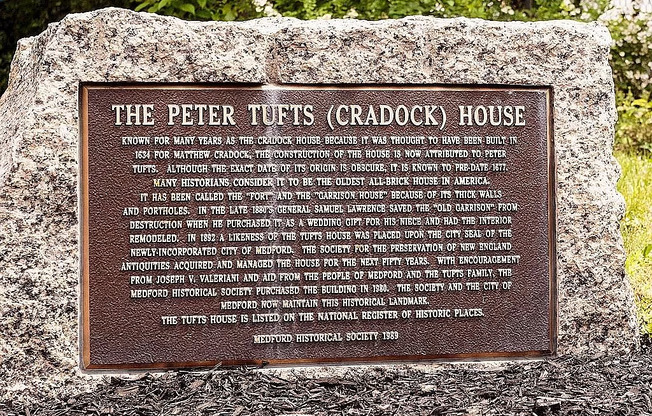 THE PETER TUFTS (CRADOCK) HOUSE
KNOWN FOR MANY YEARS AS THE CRADOCK HOUSE BECAUSE IT WAS THOUGHT TO HAVE BEEN BUILT IN
1634 FOR MATTHEW CRADOCK, THE CONSTRUCTION OF THE HOUSE IS NOW ATTRIBUTED TO PETER
TUFTS. ALTHOUGH THE EXACT DATE OF ITS ORIGIN IS OBSCURE, IT IS KNOWN TO PRE-DATE 1677.
MANY HISTORIANS CONSIDER IT TO BE THE OLDEST ALL-BRICK HOUSE IN AMERICA.
IT HAS BEEN CALLED THE "FORT" AND THE "GARRISON HOUSE" BECAUSE OF ITS THICK WALLS
AND PORTHOLES. IN THE LATE 1880'S GENERAL SAMUEL LAWRENCE SAVED THE "OLD GARRISON" FROM
DESTRUCTION WHEN HE PURCHASED IT AS A WEDDING GIFT FOR HIS NIECE AND HAD THE INTERIOR
REMODELED. IN 1892 A LIKENESS OF THE TUFTS HOUSE WAS PLACED UPON THE CITY SEAL OF THE
NEWLY-INCORPORATED CITY OF MEDFORD. THE SOCIETY FOR THE PRESERVATION OF NEW ENGLAND
ANTIQUITIES ACQUIRED AND MANAGED THE HOUSE FOR THE NEXT FIFTY YEARS. WITH ENCOURAGEMENT
FROM JOSEPH V. VALERIANI AND AID FROM THE PEOPLE OF MEDFORD AND THE TUFTS FAMILY, THE
MEDFORD HISTORICAL SOCIETY PURCHASED THE BUILDING IN 1980. THE SOCIETY AND THE CITY OF
MEDFORD NOW MAINTAIN THIS HISTORICAL LANDMARK.
THE TUFTS HOUSE IS LISTED ON THE NATIONAL REGISTER OF HISTORIC PLACES.
MEDFORD HISTORICAL SOCIETY 1989